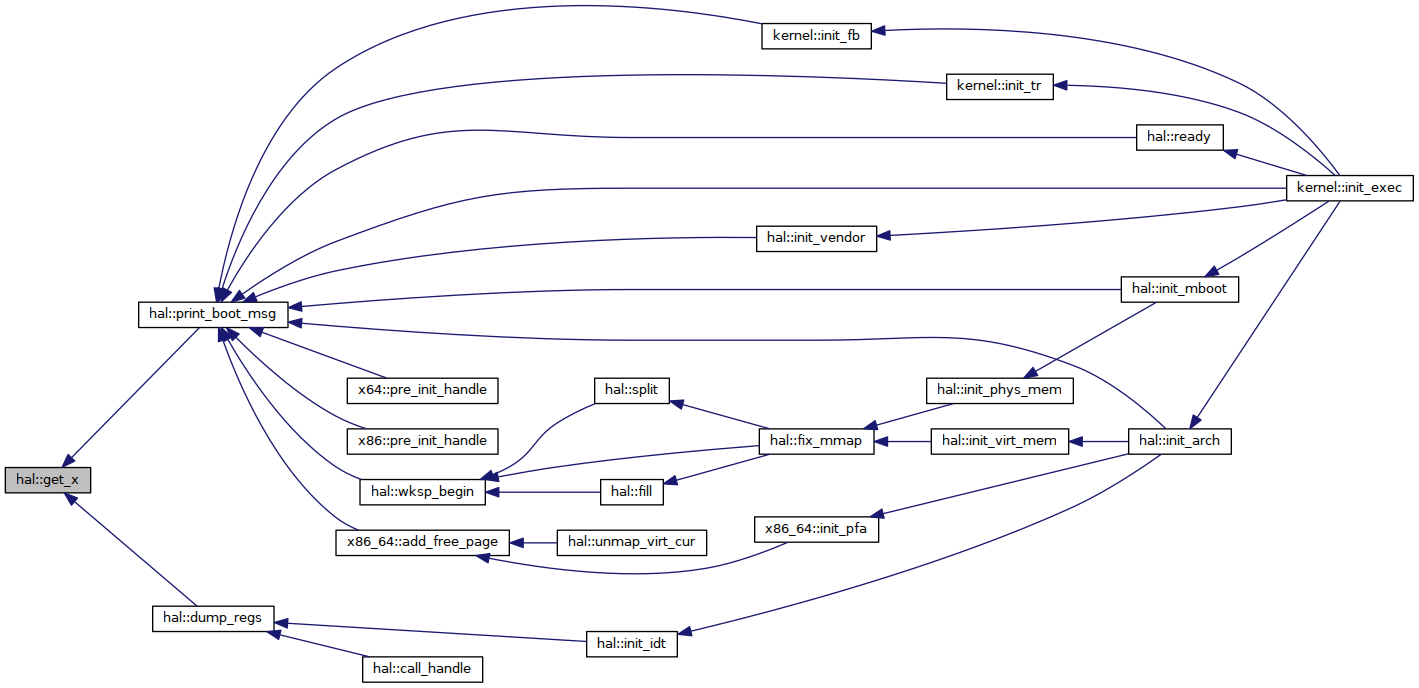 kernel::init_fb
kernel::init_tr
hal::ready
kernel::init_exec
hal::init_vendor
hal::init_mboot
hal::print_boot_msg
x64::pre_init_handle
hal::split
hal::init_phys_mem
x86::pre_init_handle
hal::fix_mmap
hal::init_virt_mem
hal::init_arch
hal::get_x
hal::wksp_begin
hal::fill
x86_64::init_pfa
x86_64::add_free_page
hal::unmap_virt_cur
hal::dump_regs
hal::init_idt
hal::call_handle